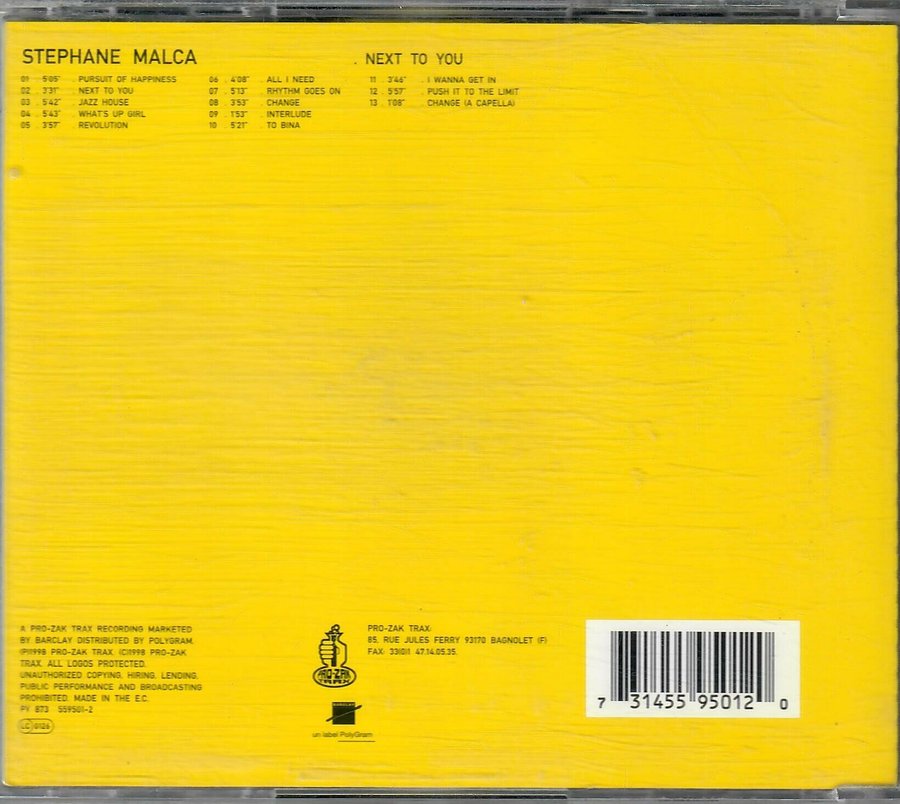 STEPHANE MALCA . NEXT TO YOU
01 . 5'05" . PURSUIT OF HAPPINESS
02 . 3'31" . NEXT TO YOU
03 . 5'42" . JAZZ HOUSE
04 . 5'43" . WHAT'S UP GIRL
05 . 3'57" . REVOLUTION
06 . 4'08" . ALL I NEED
07 . 5'13" . RHYTHM GOES ON
08 . 3'53" . CHANGE
09 . 1'53" . INTERLUDE
10 . 5'21" . TO BINA
11 . 3'46" . I WANNA GET IN
12 . 5'57" . PUSH IT TO THE LIMIT
13 . 1'08" . CHANGE (A CAPELLA)
A PRO-ZAK TRAX RECORDING MARKETED
BY BARCLAY DISTRIBUTED BY POLYGRAM.
(P)1998 PRO-ZAK TRAX. (C)1998 PRO-ZAK
TRAX. ALL LOGOS PROTECTED.
UNAUTHORIZED COPYING, HIRING, LENDING,
PUBLIC PERFORMANCE AND BROADCASTING
PROHIBITED. MADE IN THE E.C.
PY 873 559501-2
LC 0126
PRO-ZAK
TRAX
BARCLAY
un label PolyGram
PRO-ZAK TRAX:
85, RUE JULES FERRY 93170 BAGNOLET (F)
FAX: 33(0)1 47.14.05.35.
7 31455 95012 0